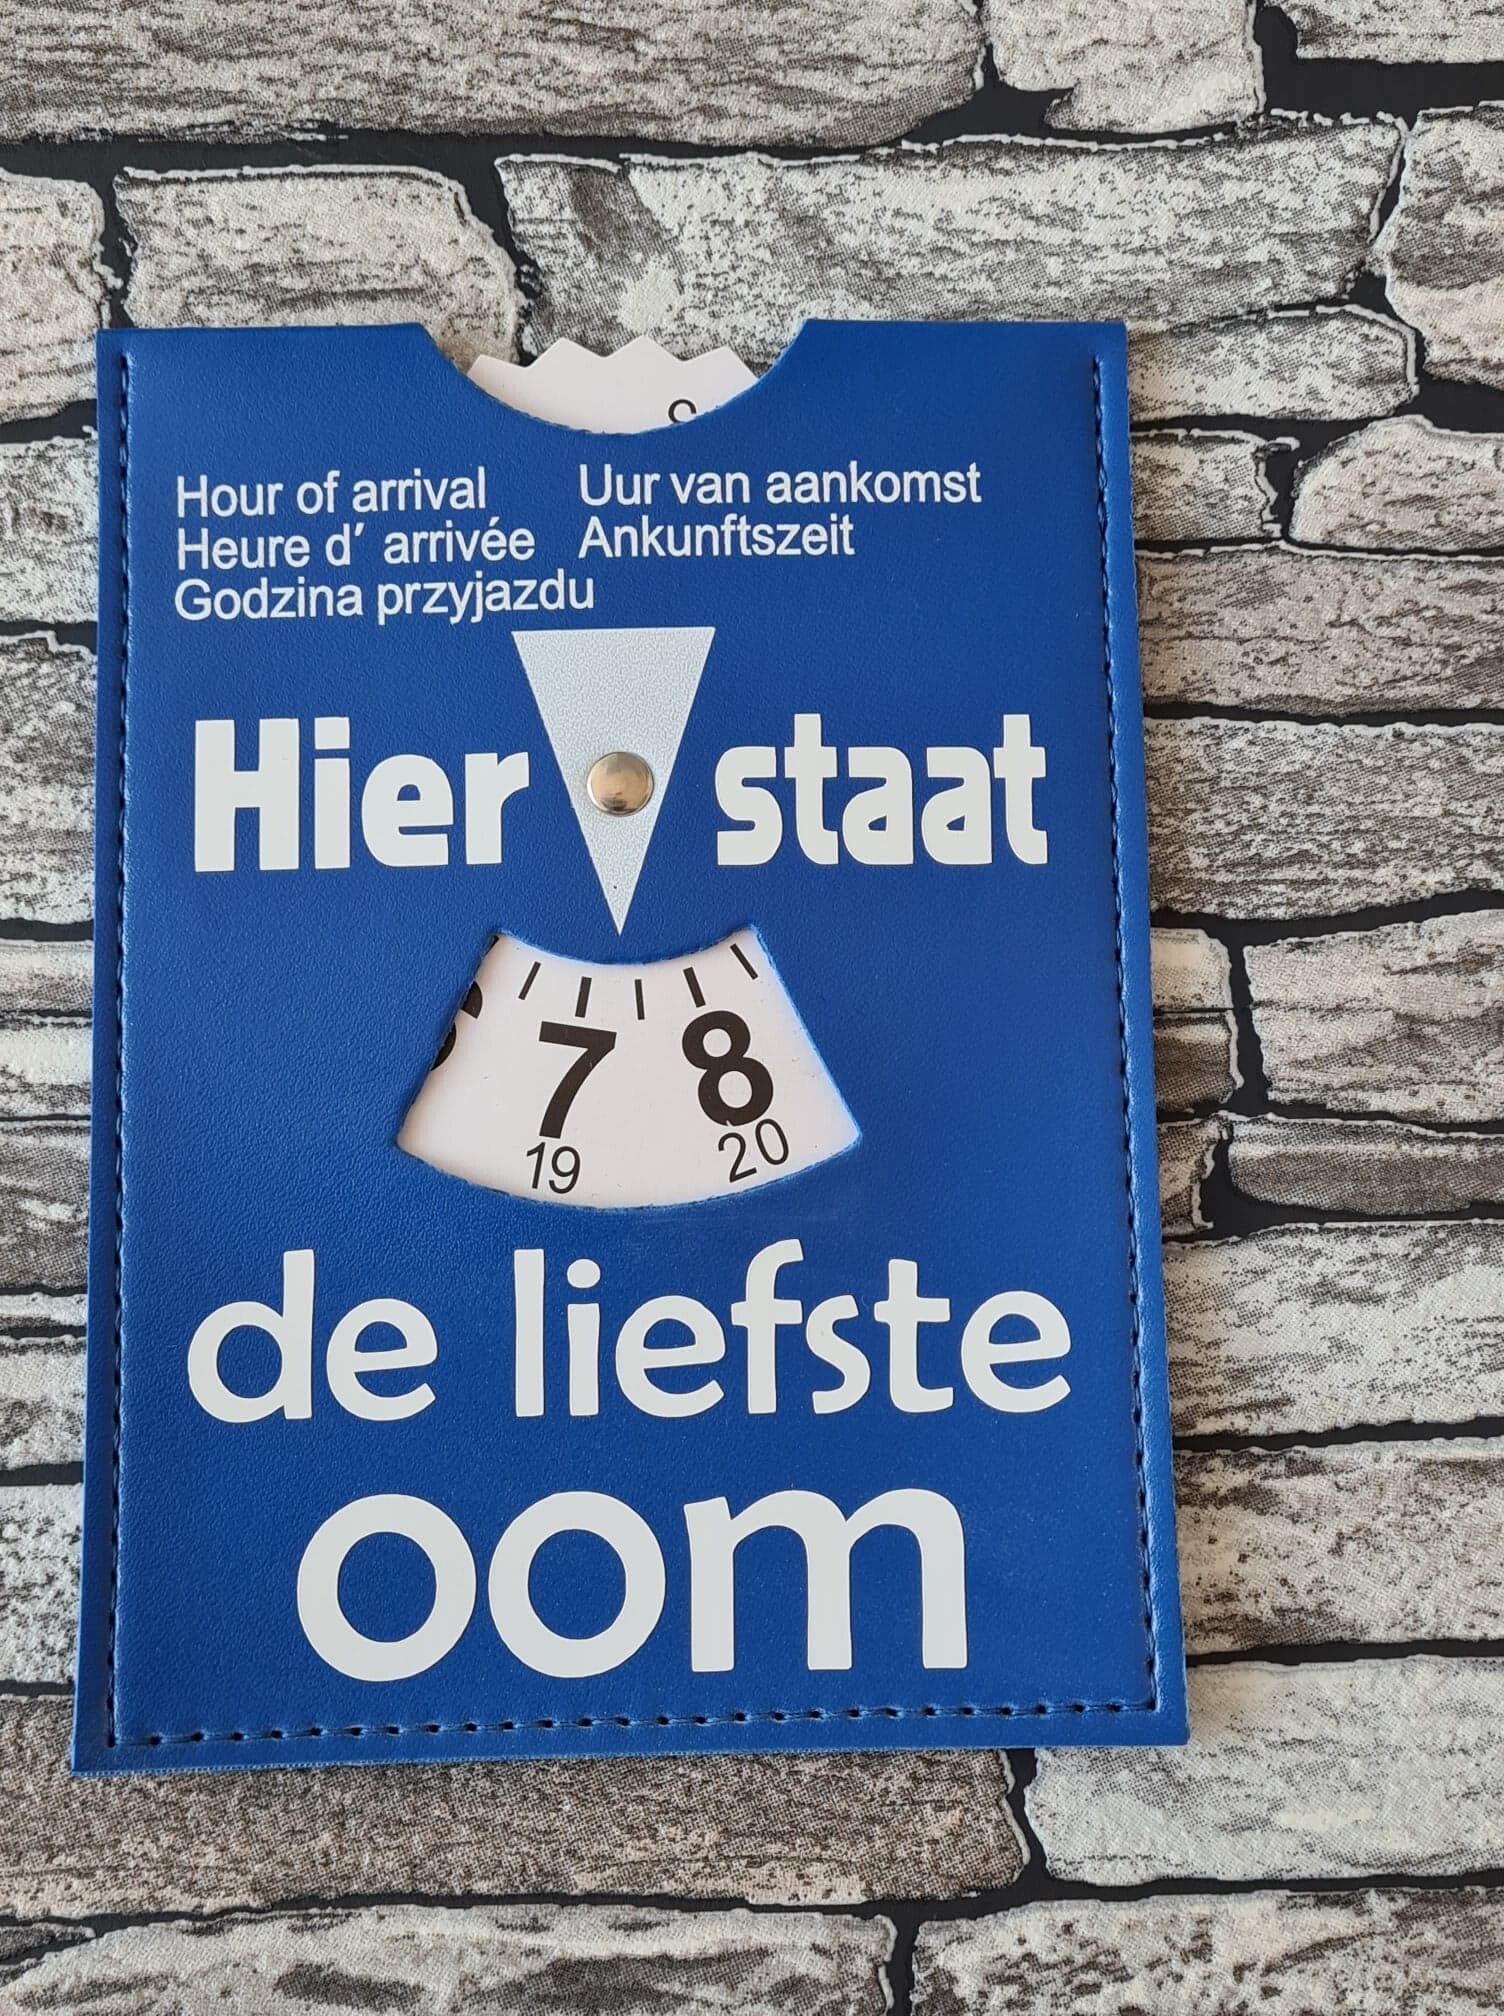 Hour of arrival Uur van aankomst
Heure d' arrivée Ankunftszeit
Godzina przyjazdu
Hier staat
7 8
19 20
de liefste
oom